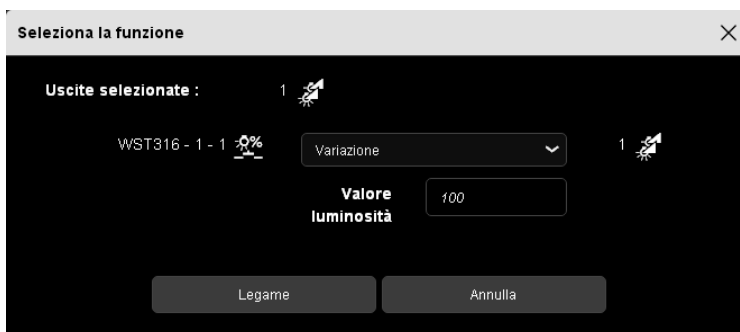 Seleziona la funzione
Uscite selezionate : 1
WST316 - 1 - 1 % Variazione 1
Valore luminosità 100
Legame Annulla